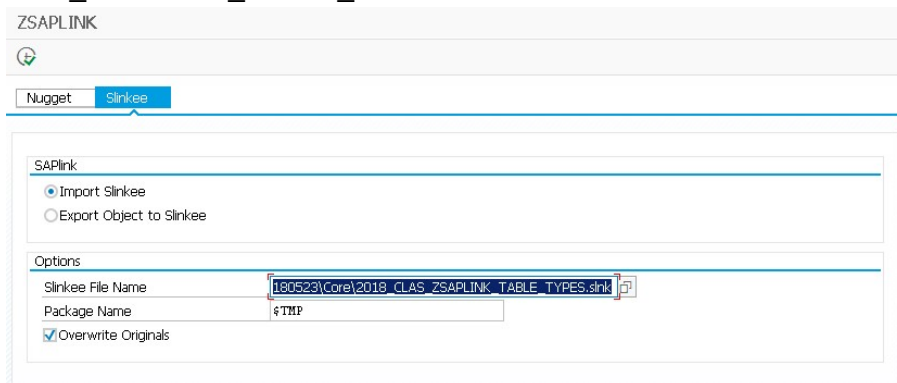 ZSAPLINK
Nugget Slinkee
SAPlink
Import Slinkee
Export Object to Slinkee
Options
Slinkee File Name 180523\Core\2018_CLAS_ZSAPLINK_TABLE_TYPES.slnk
Package Name $TMP
Overwrite Originals